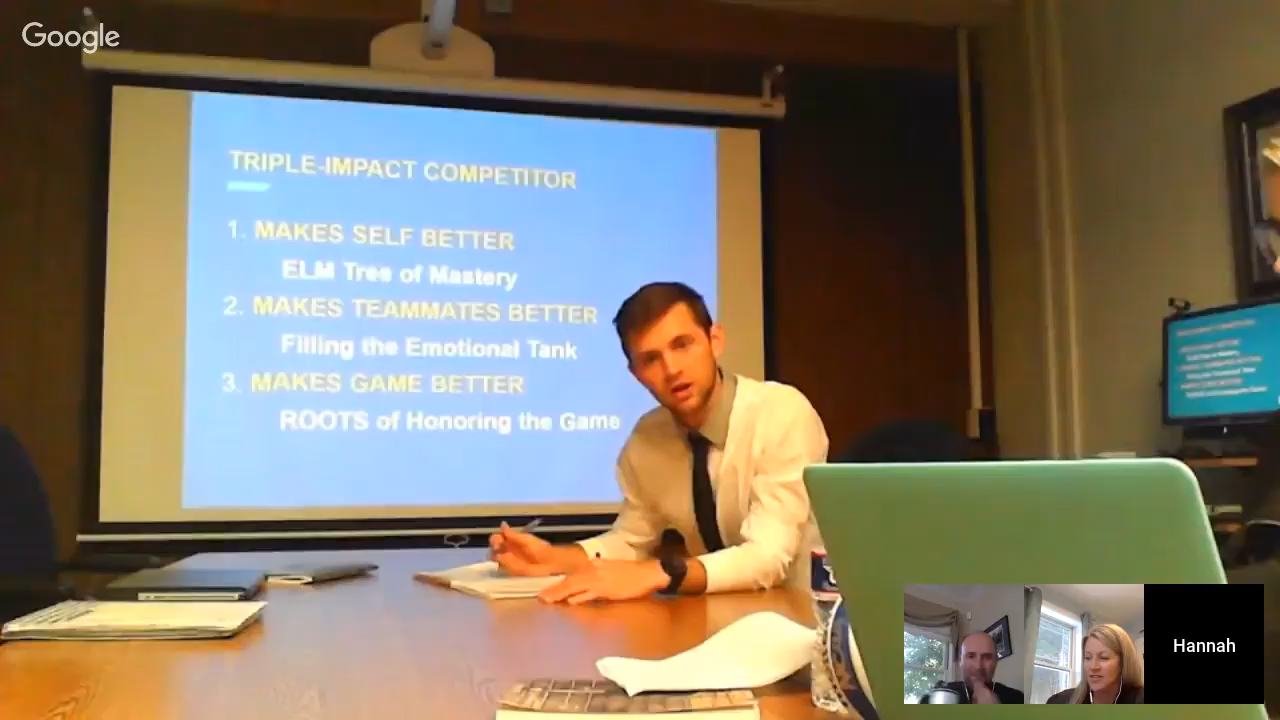 Google
TRIPLE-IMPACT COMPETITOR
1. MAKES SELF BETTER
ELM Tree of Mastery
2. MAKES TEAMMATES BETTER
Filling the Emotional Tank
3. MAKES GAME BETTER
ROOTS of Honoring the Game
Hannah